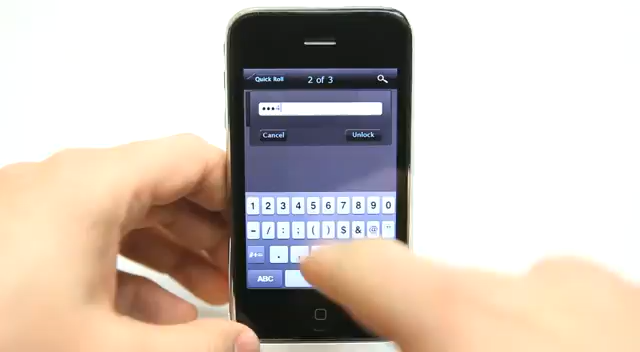 Quick Roll 2 of 3
Cancel Unlock
1 2 3 4 5 6 7 8 9 0
- / : ; ( ) $ & @ "
#+= . ,
ABC